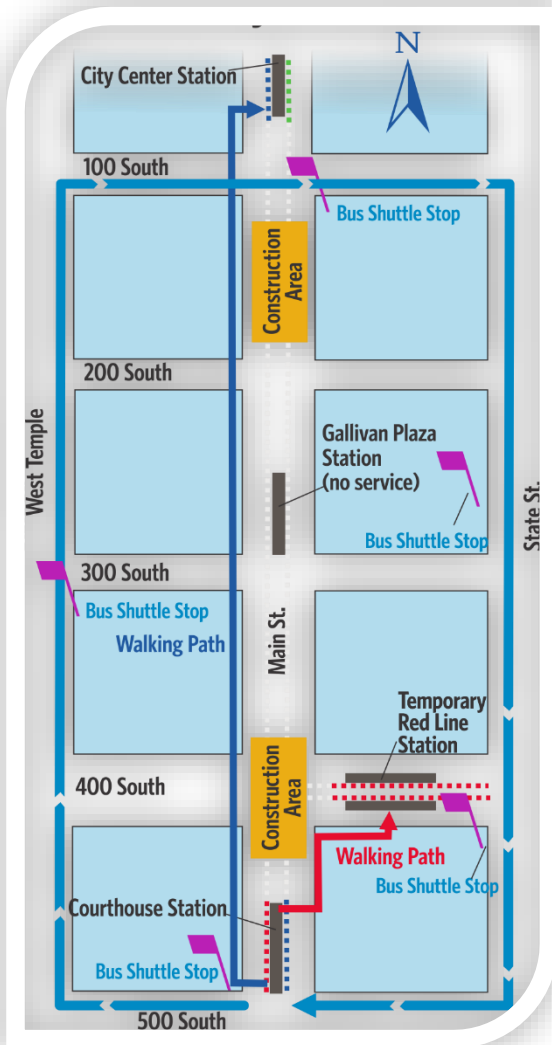 City Center Station
N
100 South
Bus Shuttle Stop
Construction
Area
200 South
West Temple
Gallivan Plaza
Station
(no service)
Bus Shuttle Stop
State St.
300 South
Bus Shuttle Stop
Walking Path
Main St.
Temporary
Red Line
Station
400 South
Construction
Area
Walking Path
Bus Shuttle Stop
Courthouse Station
Bus Shuttle Stop
500 South